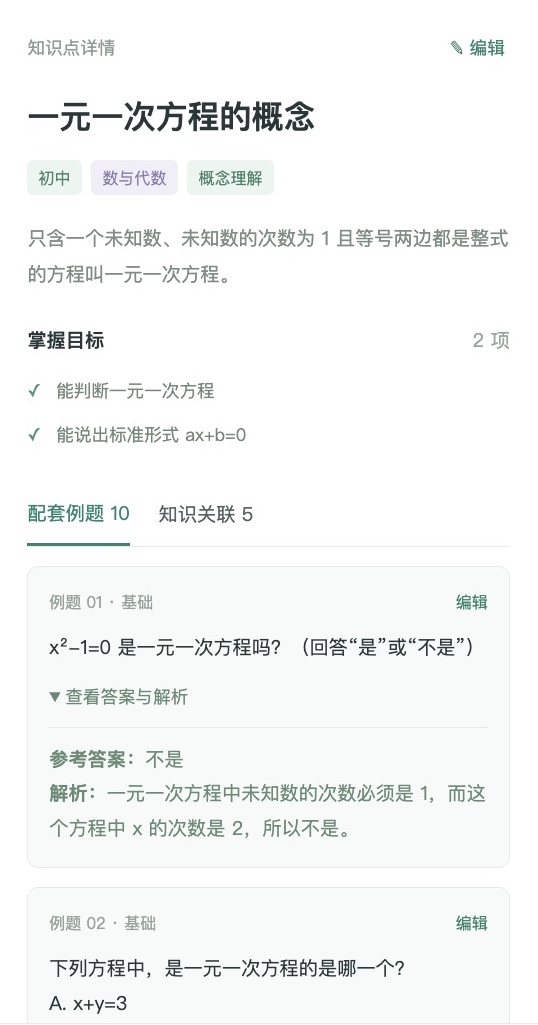 知识点详情
✎ 编辑
一元一次方程的概念
初中 数与代数 概念理解
只含一个未知数、未知数的次数为 1 且等号两边都是整式
的方程叫一元一次方程。
掌握目标 2 项
✓ 能判断一元一次方程
✓ 能说出标准形式 ax+b=0
配套例题 10 知识关联 5
例题 01 · 基础 编辑
x²−1=0 是一元一次方程吗？（回答“是”或“不是”）
▼ 查看答案与解析
参考答案：不是
解析：一元一次方程中未知数的次数必须是 1，而这
个方程中 x 的次数是 2，所以不是。
例题 02 · 基础 编辑
下列方程中，是一元一次方程的是哪一个？
A. x+y=3